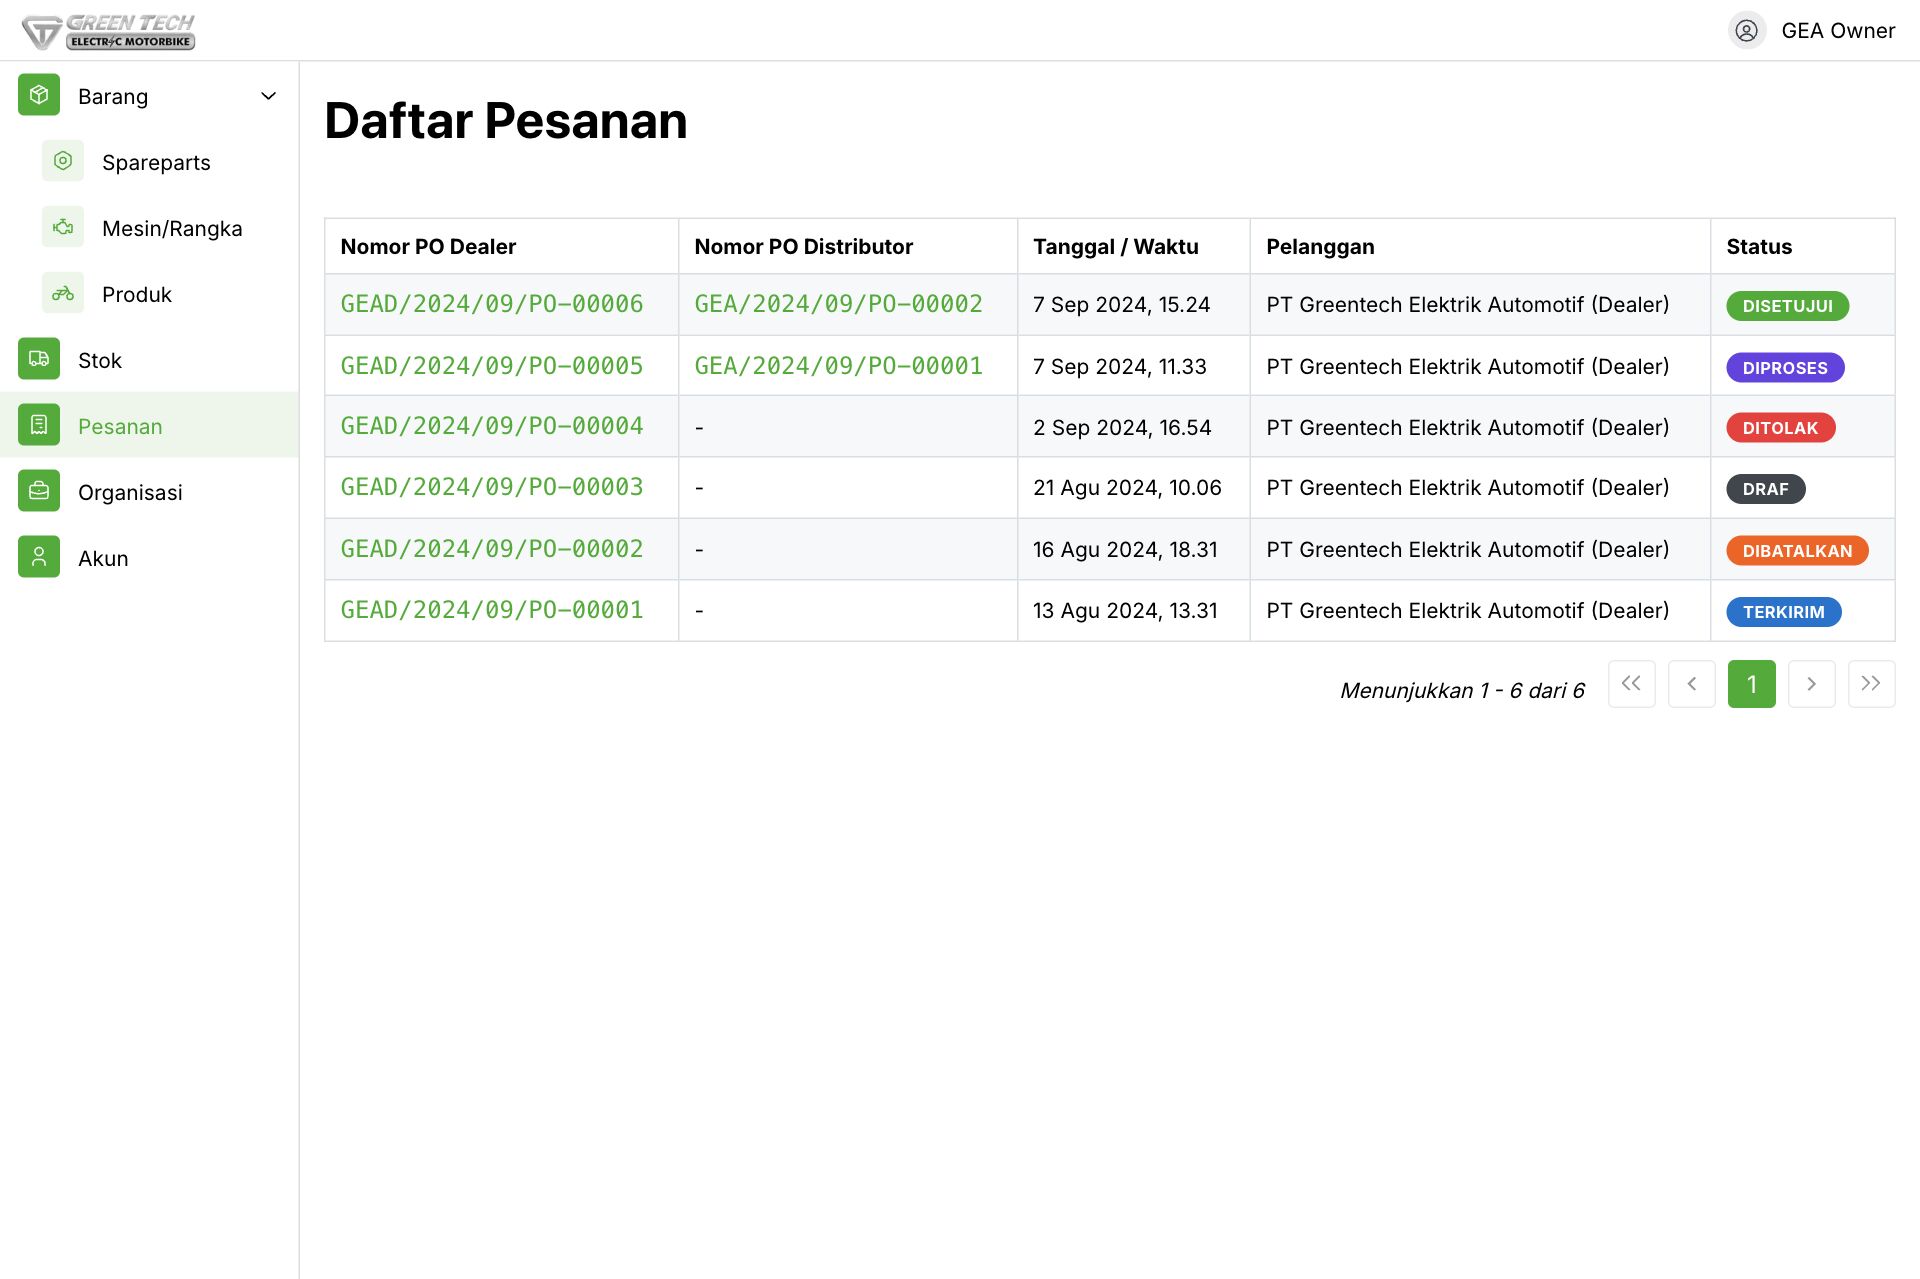 GREEN TECH
ELECTRIC MOTORBIKE
GEA Owner
Barang
Spareparts
Mesin/Rangka
Produk
Stok
Pesanan
Organisasi
Akun
Daftar Pesanan
Nomor PO Dealer Nomor PO Distributor Tanggal / Waktu Pelanggan Status
GEAD/2024/09/PO-00006 GEA/2024/09/PO-00002 7 Sep 2024, 15.24 PT Greentech Elektrik Automotif (Dealer) DISETUJUI
GEAD/2024/09/PO-00005 GEA/2024/09/PO-00001 7 Sep 2024, 11.33 PT Greentech Elektrik Automotif (Dealer) DIPROSES
GEAD/2024/09/PO-00004 - 2 Sep 2024, 16.54 PT Greentech Elektrik Automotif (Dealer) DITOLAK
GEAD/2024/09/PO-00003 - 21 Agu 2024, 10.06 PT Greentech Elektrik Automotif (Dealer) DRAF
GEAD/2024/09/PO-00002 - 16 Agu 2024, 18.31 PT Greentech Elektrik Automotif (Dealer) DIBATALKAN
GEAD/2024/09/PO-00001 - 13 Agu 2024, 13.31 PT Greentech Elektrik Automotif (Dealer) TERKIRIM
Menunjukkan 1 - 6 dari 6 1